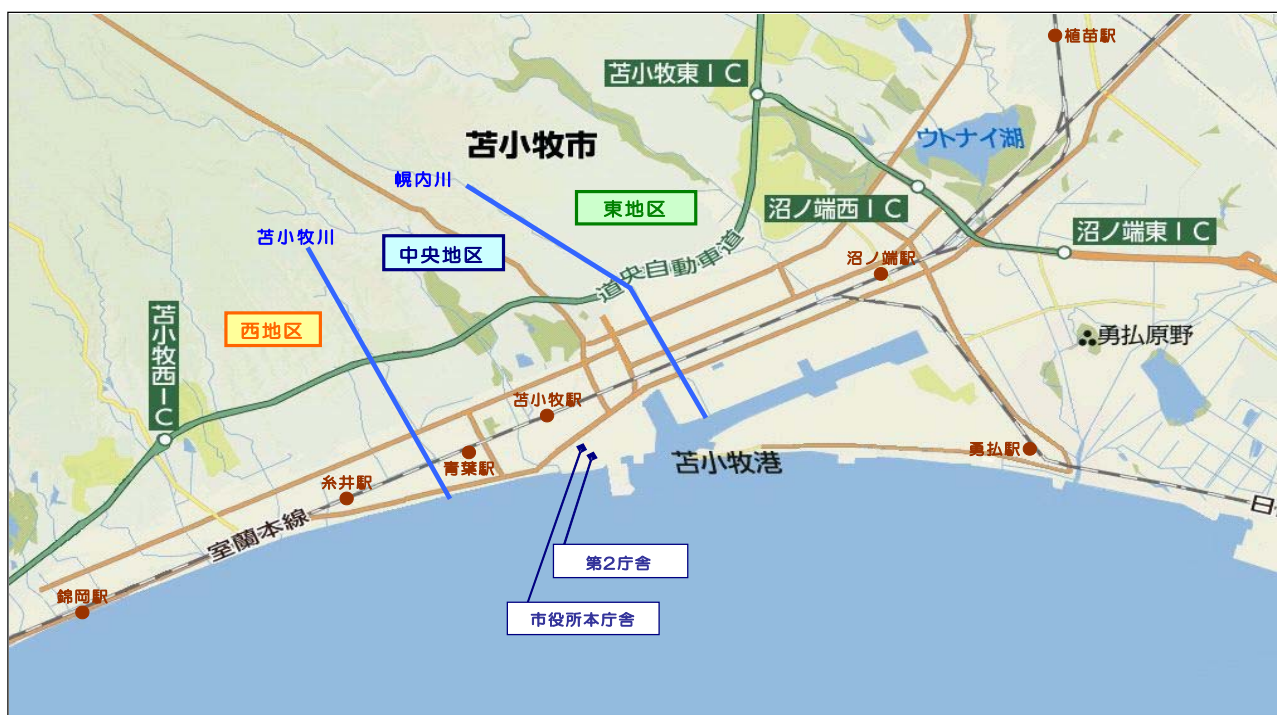 植苗駅
苫小牧東IC
ウトナイ湖
苫小牧市
幌内川
東地区
沼ノ端西IC
沼ノ端東IC
苫小牧川
中央地区
道央自動車道
沼ノ端駅
西地区
苫小牧西IC
勇払原野
苫小牧駅
青葉駅
苫小牧港
勇払駅
糸井駅
室蘭本線
日
第2庁舎
錦岡駅
市役所本庁舎